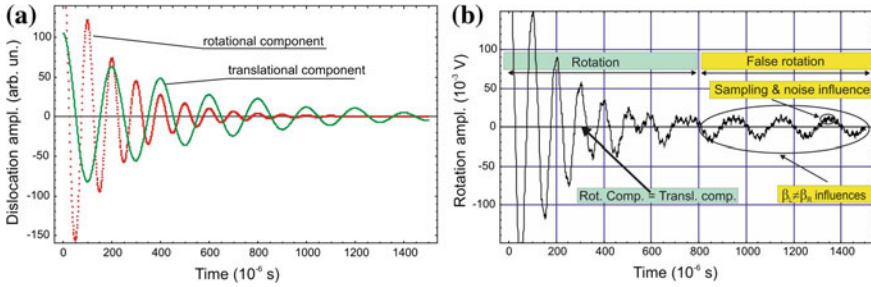 (a)
100
50
0
-50
-100
-150
Dislocation ampl. (arb. un.)
rotational component
translational component
0 200 400 600 800 1000 1200 1400
Time (10⁻⁶ s)
(b)
100
50
0
-50
-100
Rotation ampl. (10⁻³ V)
Rotation
False rotation
Sampling & noise influence
Rot. Comp. = Transl. comp.
βL≠βR influences
0 200 400 600 800 1000 1200 1400
Time (10⁻⁶ s)